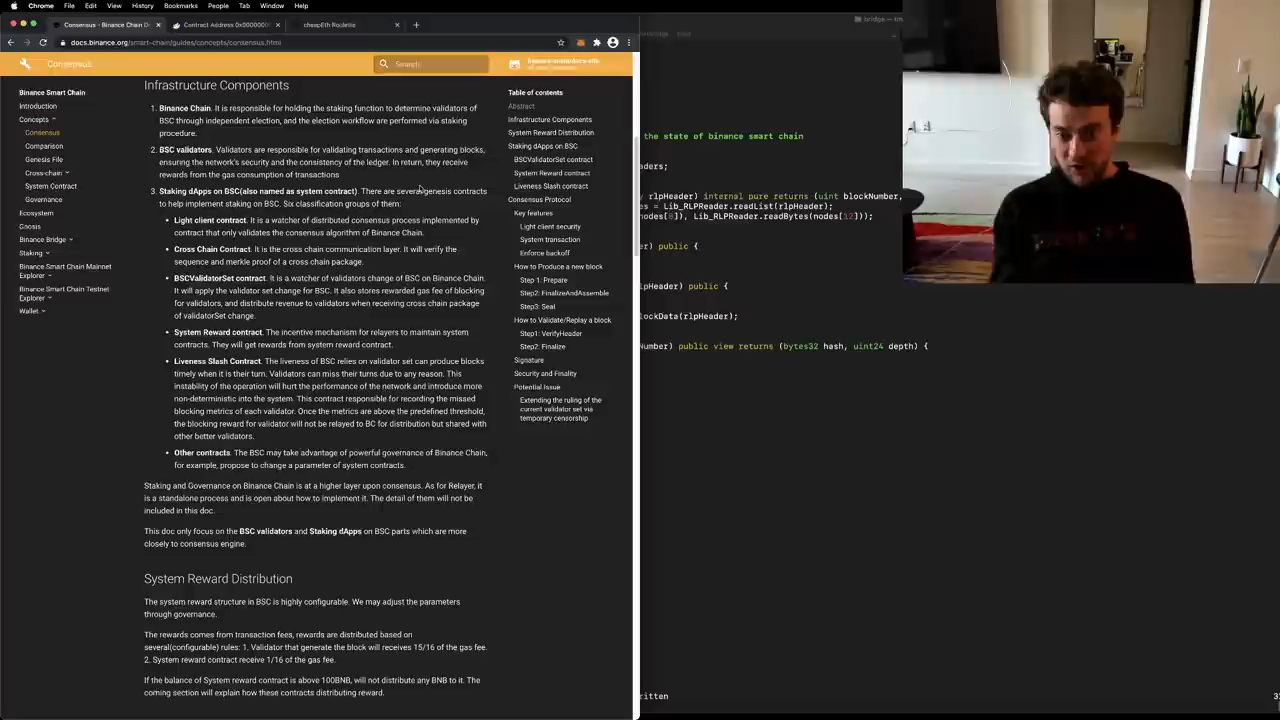 Chrome File Edit View History Bookmarks People Tab Window Help
Consensus - Binance Chain D
Contract Address 0x0000000
cheapEth Roulette
docs.binance.org/smart-chain/guides/concepts/consensus.html
Consensus
Search
Binance Smart Chain
Introduction
Concepts
Consensus
Comparison
Genesis File
Cross-chain
System Contract
Governance
Ecosystem
Gnosis
Binance Bridge
Staking
Binance Smart Chain Mainnet
Explorer
Binance Smart Chain Testnet
Explorer
Wallet
Infrastructure Components
1. Binance Chain. It is responsible for holding the staking function to determine validators of
BSC through independent election, and the election workflow are performed via staking
procedure.
2. BSC validators. Validators are responsible for validating transactions and generating blocks,
ensuring the network's security and the consistency of the ledger. In return, they receive
rewards from the gas consumption of transactions
3. Staking dApps on BSC(also named as system contract). There are several genesis contracts
to help implement staking on BSC. Six classification groups of them:
• Light client contract. It is a watcher of distributed consensus process implemented by
contract that only validates the consensus algorithm of Binance Chain.
• Cross Chain Contract. It is the cross chain communication layer. It will verify the
sequence and merkle proof of a cross chain package.
• BSCValidatorSet contract. It is a watcher of validators change of BSC on Binance Chain.
It will apply the validator set change for BSC. It also stores rewarded gas fee of blocking
for validators, and distribute revenue to validators when receiving cross chain package
of validatorSet change.
• System Reward contract. The incentive mechanism for relayers to maintain system
contracts. They will get rewards from system reward contract.
• Liveness Slash Contract. The liveness of BSC relies on validator set can produce blocks
timely when it is their turn. Validators can miss their turns due to any reason. This
instability of the operation will hurt the performance of the network and introduce more
non-deterministic into the system. This contract responsible for recording the missed
blocking metrics of each validator. Once the metrics are above the predefined threshold,
the blocking reward for validator will not be relayed to BC for distribution but shared with
other better validators.
• Other contracts. The BSC may take advantage of powerful governance of Binance Chain,
for example, propose to change a parameter of system contracts.
Staking and Governance on Binance Chain is at a higher layer upon consensus. As for Relayer, it
is a standalone process and is open about how to implement it. The detail of them will not be
included in this doc.
This doc only focus on the BSC validators and Staking dApps on BSC parts which are more
closely to consensus engine.
System Reward Distribution
The system reward structure in BSC is highly configurable. We may adjust the parameters
through governance.
The rewards comes from transaction fees, rewards are distributed based on
several(configurable) rules: 1. Validator that generate the block will receives 15/16 of the gas fee.
2. System reward contract receive 1/16 of the gas fee.
If the balance of System reward contract is above 100BNB, will not distribute any BNB to it. The
coming section will explain how these contracts distributing reward.
Table of contents
Abstract
Infrastructure Components
System Reward Distribution
Staking dApps on BSC
BSCValidatorSet contract
System Reward contract
Liveness Slash Contract
Consensus Protocol
Key features
Light client security
System transaction
Enforce backoff
How to Produce a new block
Step 1: Prepare
Step2: FinalizeAndAssemble
Step3: Seal
How to Validate/Replay a block
Step1: VerifyHeader
Step2: Finalize
Signature
Security and Finality
Potential Issue
Extending the ruling of the
current validator set via
temporary censorship
the state of binance smart chain
aders;
rlpHeader) internal pure returns (uint blockNumber,
es = Lib_RLPReader.readList(rlpHeader);
nodes[8]), Lib_RLPReader.readBytes(nodes[12]));
er) public {
lpHeader) public {
lockData(rlpHeader);
Number) public view returns (bytes32 hash, uint24 depth) {
ritten